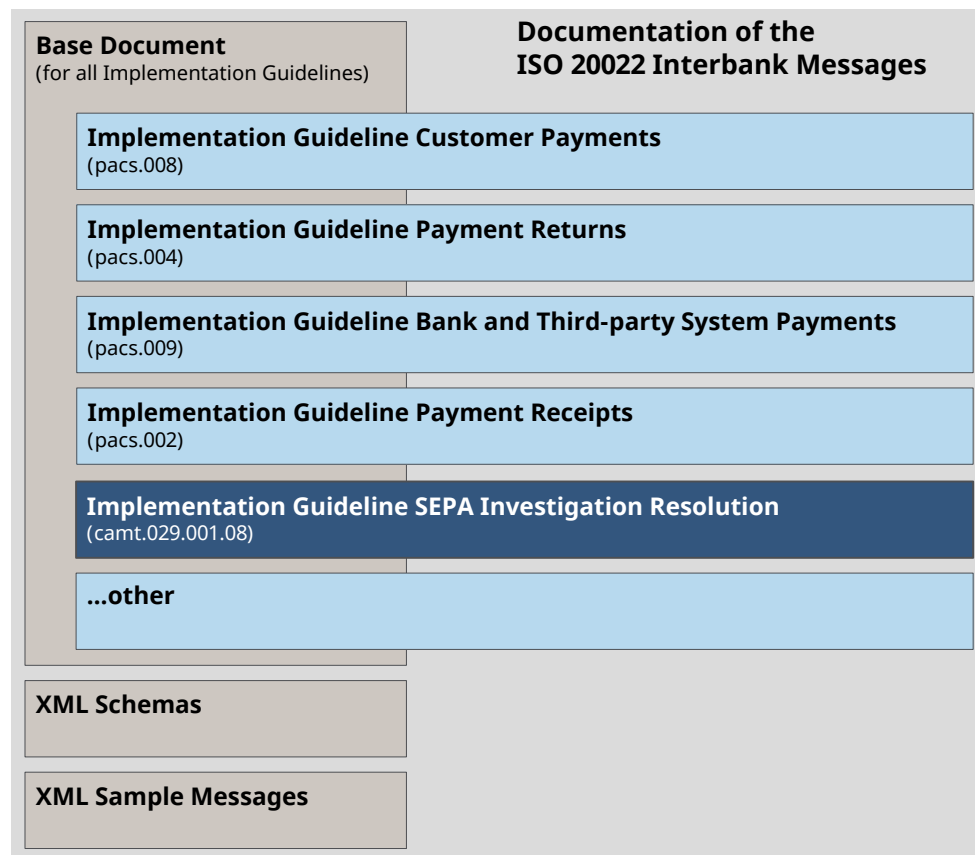 Base Document
(for all Implementation Guidelines)
Documentation of the
ISO 20022 Interbank Messages
Implementation Guideline Customer Payments
(pacs.008)
Implementation Guideline Payment Returns
(pacs.004)
Implementation Guideline Bank and Third-party System Payments
(pacs.009)
Implementation Guideline Payment Receipts
(pacs.002)
Implementation Guideline SEPA Investigation Resolution
(camt.029.001.08)
...other
XML Schemas
XML Sample Messages